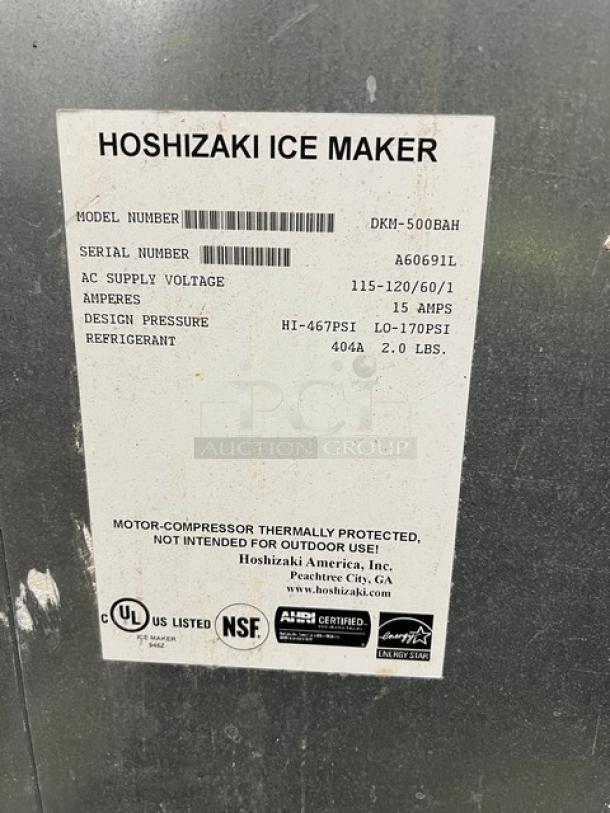 HOSHIZAKI ICE MAKER
MODEL NUMBER DKM-500BAH
SERIAL NUMBER A60691L
AC SUPPLY VOLTAGE 115-120/60/1
AMPERES 15 AMPS
DESIGN PRESSURE HI-467PSI LO-170PSI
REFRIGERANT 404A 2.0 LBS.
PCI
AUCTION GROUP
MOTOR-COMPRESSOR THERMALLY PROTECTED,
NOT INTENDED FOR OUTDOOR USE!
Hoshizaki America, Inc.
Peachtree City, GA
www.hoshizaki.com
C UL US LISTED
ICE MAKER
946Z
NSF.
AHRI CERTIFIED
energy
ENERGY STAR